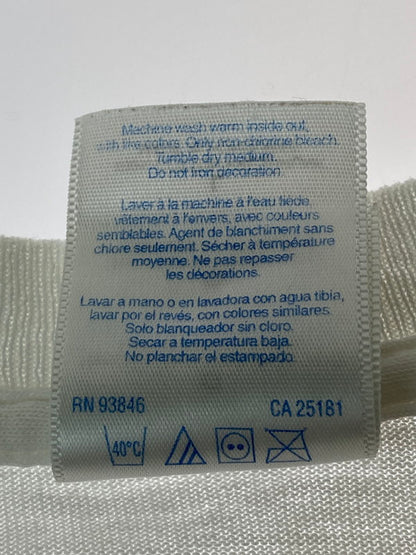 Machine wash warm inside out,
with like colors. Only non-chlorine bleach.
Tumble dry medium.
Do not iron decoration.
Laver à la machine à l'eau tiède,
vêtement à l'envers, avec couleurs
semblables. Agent de blanchiment sans
chlore seulement. Sécher à température
moyenne. Ne pas repasser
les décorations.
Lavar a mano o en lavadora con agua tibia,
lavar por el revés, con colores similares.
Solo blanqueador sin cloro.
Secar a temperatura baja.
No planchar el estampado.
RN 93846 CA 25181
40°C